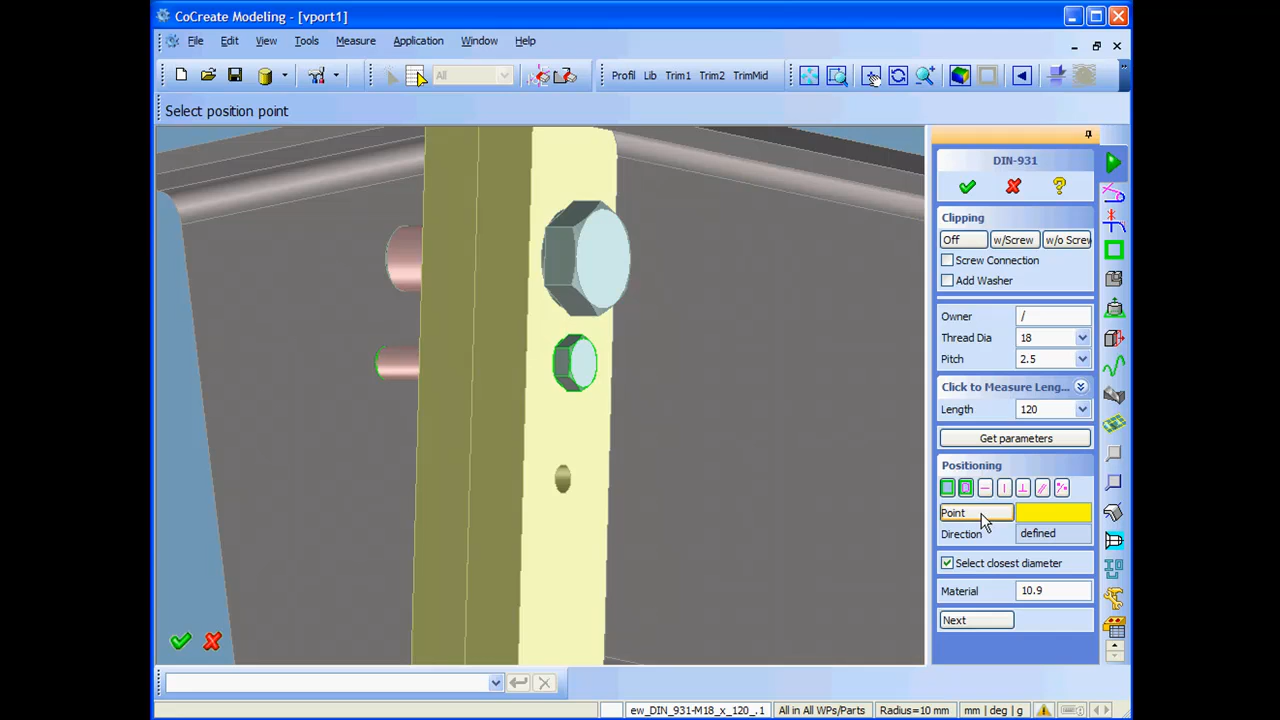 CoCreate Modeling - [vport1]
File Edit View Tools Measure Application Window Help
All Profil Lib Trim1 Trim2 TrimMid
Select position point
DIN-931
Clipping
Off w/Screw w/o Screw
Screw Connection
Add Washer
Owner /
Thread Dia 18
Pitch 2.5
Click to Measure Leng...
Length 120
Get parameters
Positioning
Point
Direction defined
Select closest diameter
Material 10.9
Next
ew_DIN_931-M18_x_120_.1 All in All WPs/Parts Radius=10 mm mm | deg | g